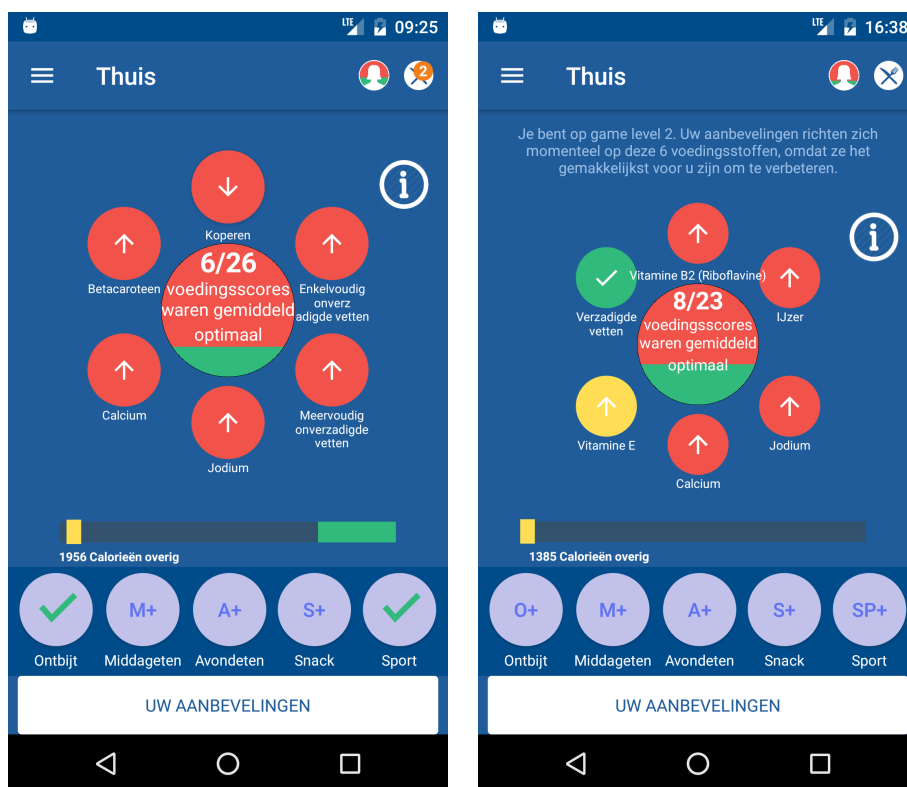 LTE 09:25
Thuis
2
Koperen
Betacaroteen
Enkelvoudig
onverz
adigde vetten
6/26
voedingsscores
waren gemiddeld
optimaal
Calcium
Meervoudig
onverzadigde
vetten
Jodium
1956 Calorieën overig
M+
A+
S+
Ontbijt
Middageten
Avondeten
Snack
Sport
UW AANBEVELINGEN
LTE 16:38
Thuis
Je bent op game level 2. Uw aanbevelingen richten zich
momenteel op deze 6 voedingsstoffen, omdat ze het
gemakkelijkst voor u zijn om te verbeteren.
Vitamine B2 (Riboflavine)
Verzadigde
vetten
IJzer
8/23
voedingsscores
waren gemiddeld
optimaal
Vitamine E
Jodium
Calcium
1385 Calorieën overig
O+
M+
A+
S+
SP+
Ontbijt
Middageten
Avondeten
Snack
Sport
UW AANBEVELINGEN